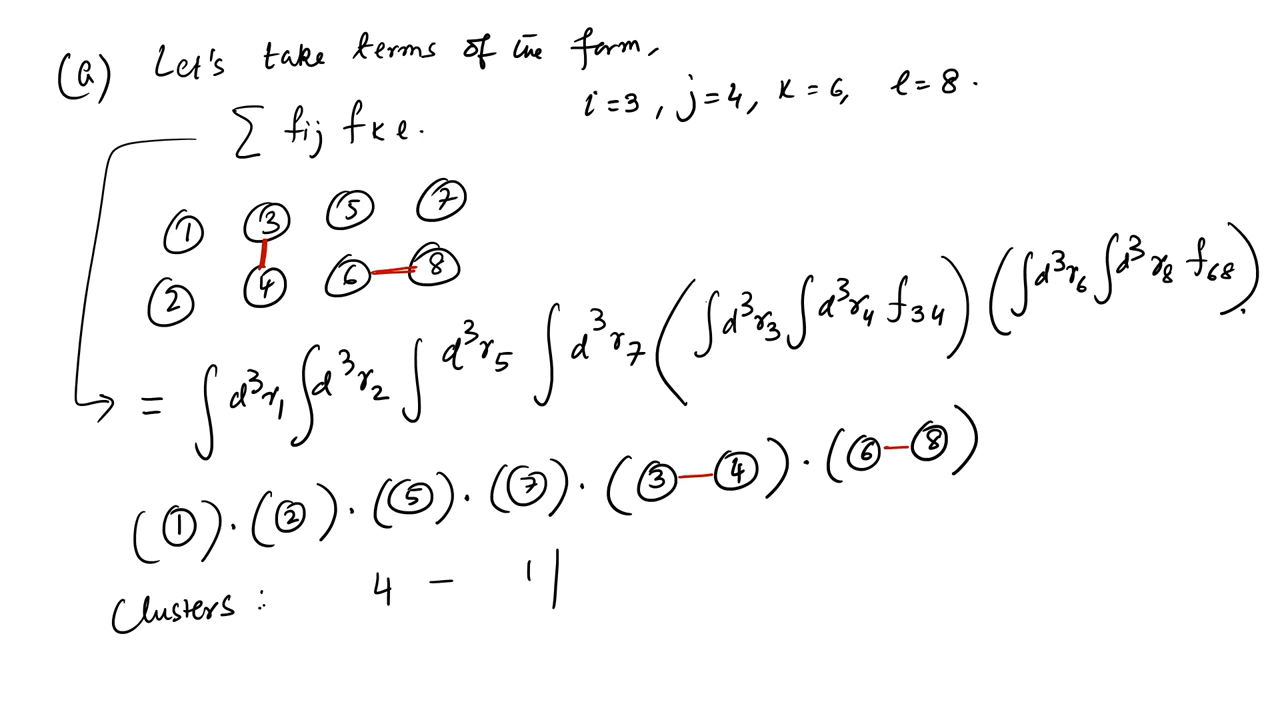 (a) Let's take terms of the form,
∑ fij fkl. i=3, j=4, k=6, l=8.
① ③ ⑤ ⑦
② ④ ⑥ ⑧
= ∫d³r₁ ∫d³r₂ ∫d³r₅ ∫d³r₇ (∫d³r₃ ∫d³r₄ f₃₄) (∫d³r₆ ∫d³r₈ f₆₈).
(①)·(②)·(⑤)·(⑦)·(③—④)·(⑥—⑧)
Clusters : 4 - 1|